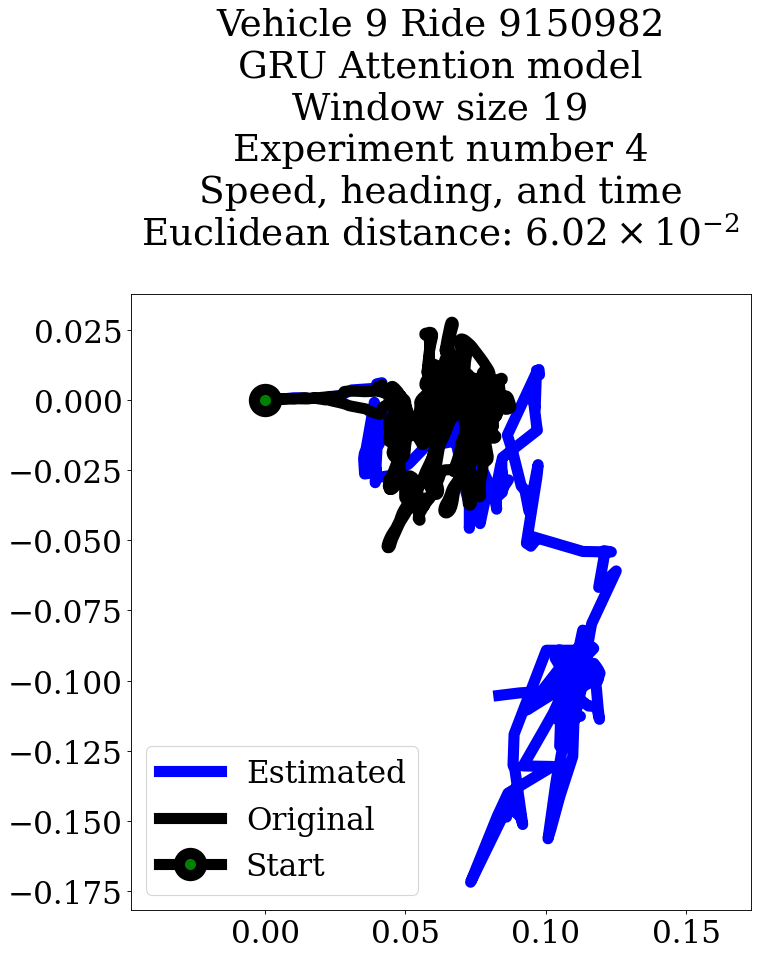 Vehicle 9 Ride 9150982
GRU Attention model
Window size 19
Experiment number 4
Speed, heading, and time
Euclidean distance: 6.02 × 10⁻²
0.025
0.000
−0.025
−0.050
−0.075
−0.100
−0.125
−0.150
−0.175
Estimated
Original
Start
0.00 0.05 0.10 0.15